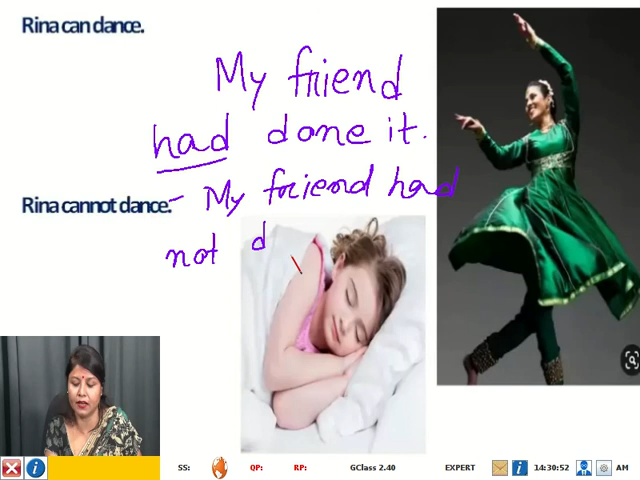 Rina can dance.
My friend
had done it.
Rina cannot dance.
- My friend had
not d
SS:
QP:
RP:
GClass 2.40
EXPERT
14:30:52
AM